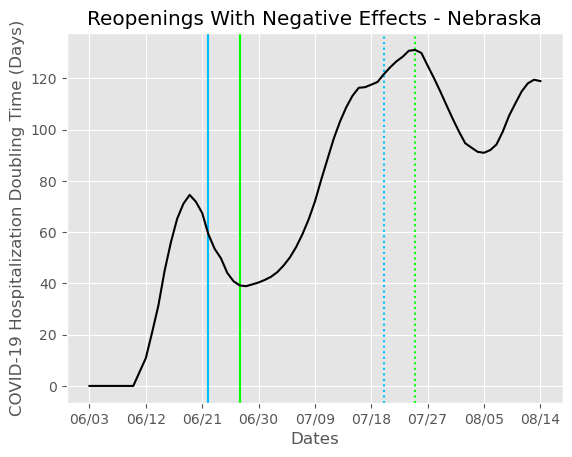 Reopenings With Negative Effects - Nebraska
COVID-19 Hospitalization Doubling Time (Days)
120
100
80
60
40
20
0
06/03 06/12 06/21 06/30 07/09 07/18 07/27 08/05 08/14
Dates